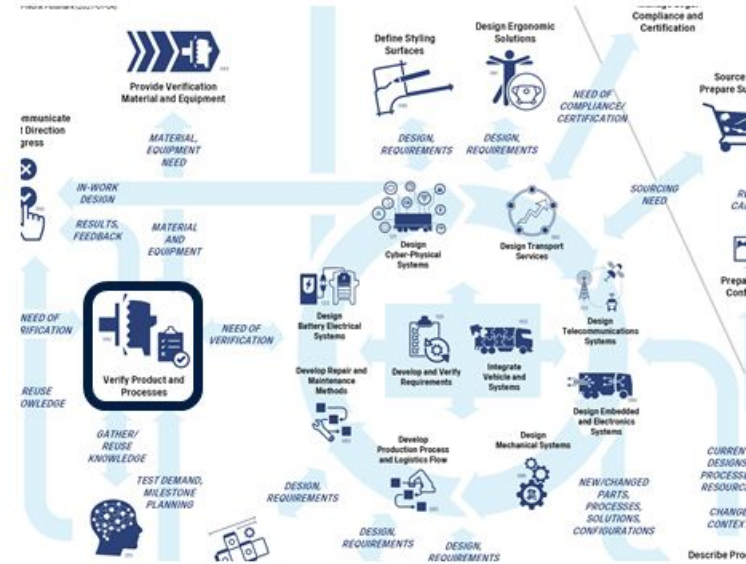 Provide Verification
Material and Equipment
Define Styling
Surfaces
Design Ergonomic
Solutions
Compliance and
Certification
Source
NEED OF
COMPLIANCE/
CERTIFICATION
MATERIAL,
EQUIPMENT
NEED
DESIGN,
REQUIREMENTS
DESIGN,
REQUIREMENTS
IN-WORK
DESIGN
RESULTS,
FEEDBACK
MATERIAL
AND
EQUIPMENT
SOURCING
NEED
Design
Cyber-Physical
Systems
Design Transport
Services
Design
Battery Electrical
Systems
Design
Telecommunications
Systems
NEED OF
NEED OF
VERIFICATION
Verify Product and
Processes
Develop Repair and
Maintenance
Methods
Develop and Verify
Requirements
Integrate
Vehicle and
Systems
Design Embedded
and Electronics
Systems
REUSE
GATHER/
REUSE
KNOWLEDGE
Develop
Production Process
and Logistics Flow
Design
Mechanical Systems
TEST DEMAND,
MILESTONE
PLANNING
DESIGN,
REQUIREMENTS
NEW/CHANGED
PARTS,
PROCESSES,
SOLUTIONS,
CONFIGURATIONS
DESIGN,
REQUIREMENTS
DESIGN,
REQUIREMENTS
Describe